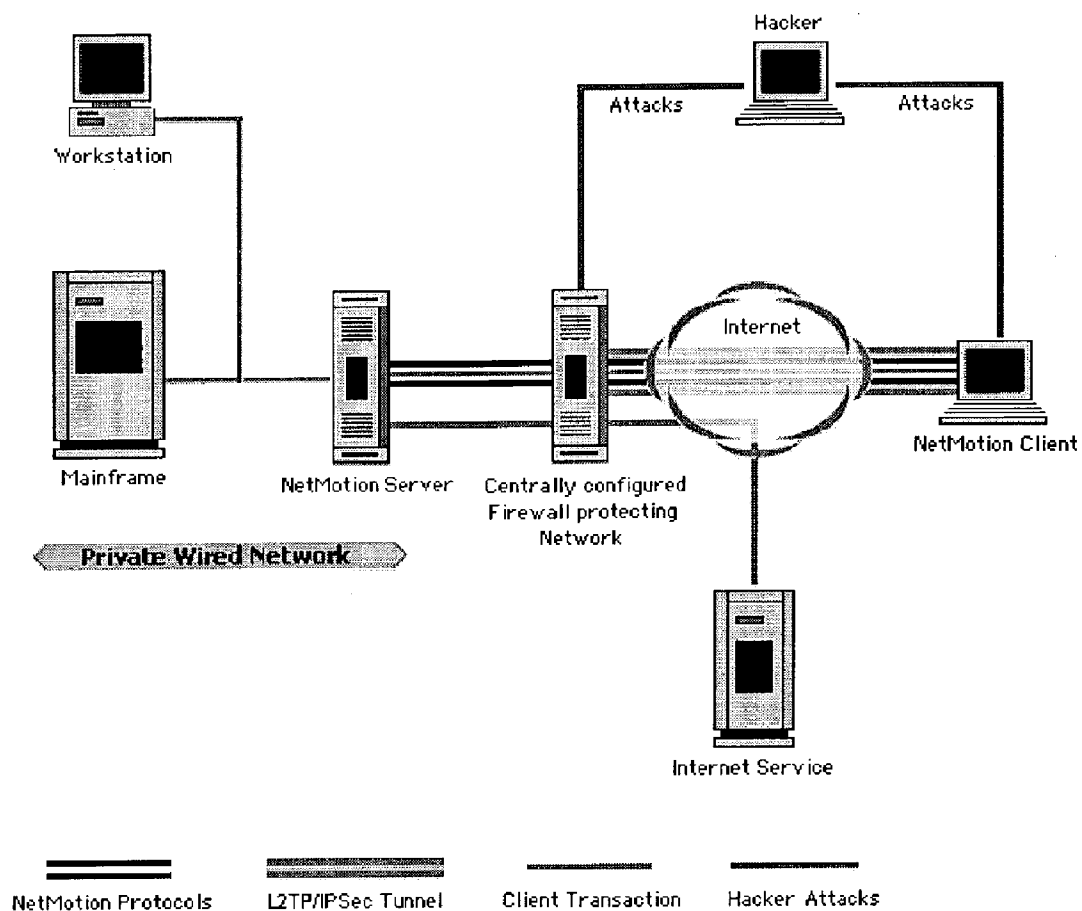 Hacker
Attacks
Attacks
Workstation
Internet
Mainframe
NetMotion Server
Centrally configured
Firewall protecting
Network
NetMotion Client
Private Wired Network
Internet Service
NetMotion Protocols
L2TP/IPSec Tunnel
Client Transaction
Hacker Attacks